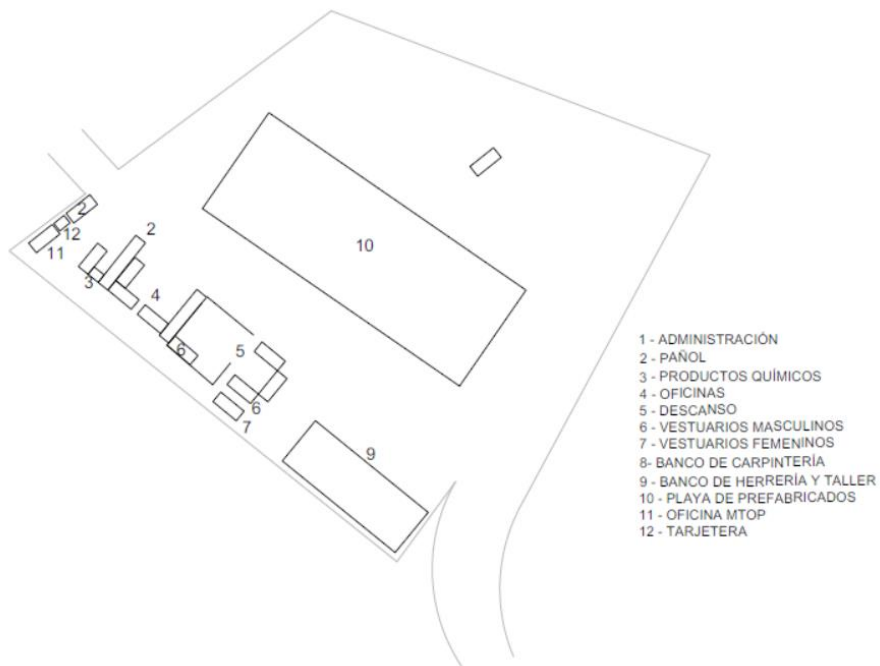 2
12
11
2
3
4
6
5
6
7
9
10
1 - ADMINISTRACIÓN
2 - PAÑOL
3 - PRODUCTOS QUÍMICOS
4 - OFICINAS
5 - DESCANSO
6 - VESTUARIOS MASCULINOS
7 - VESTUARIOS FEMENINOS
8- BANCO DE CARPINTERÍA
9 - BANCO DE HERRERÍA Y TALLER
10 - PLAYA DE PREFABRICADOS
11 - OFICINA MTOP
12 - TARJETERA